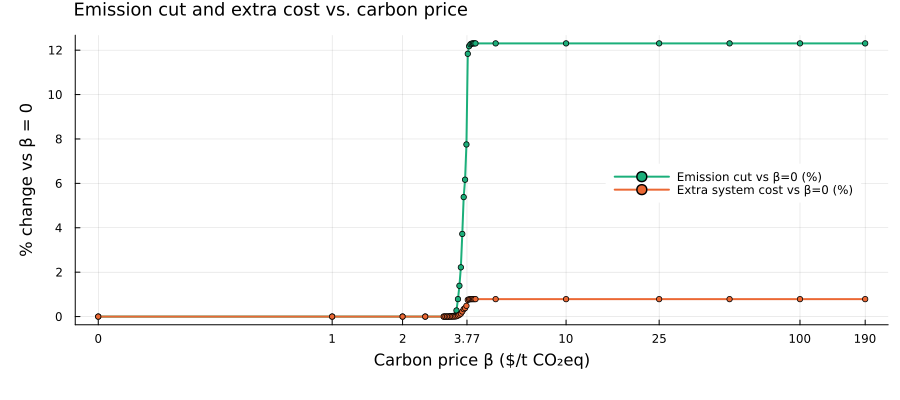 Emission cut and extra cost vs. carbon price
% change vs β = 0
12
10
8
6
4
2
0
Emission cut vs β=0 (%)
Extra system cost vs β=0 (%)
0 1 2 3.77 10 25 100 190
Carbon price β ($/t CO₂eq)